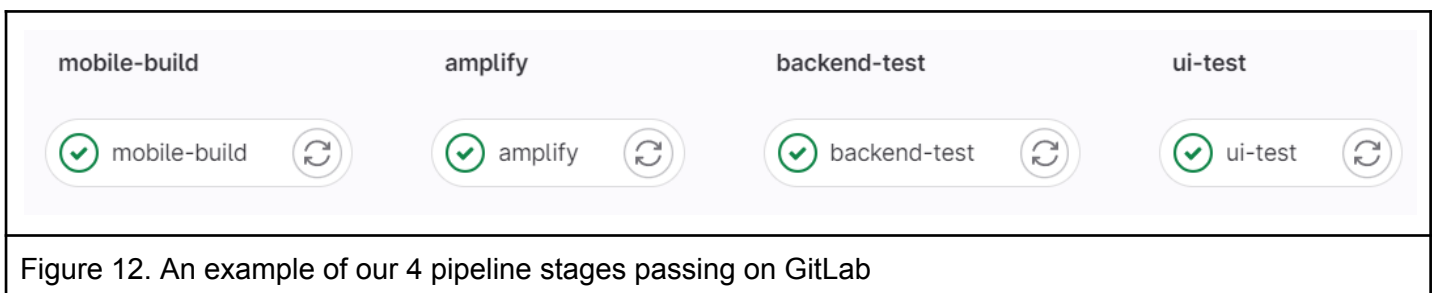 mobile-build amplify backend-test ui-test
mobile-build amplify backend-test ui-test
Figure 12. An example of our 4 pipeline stages passing on GitLab